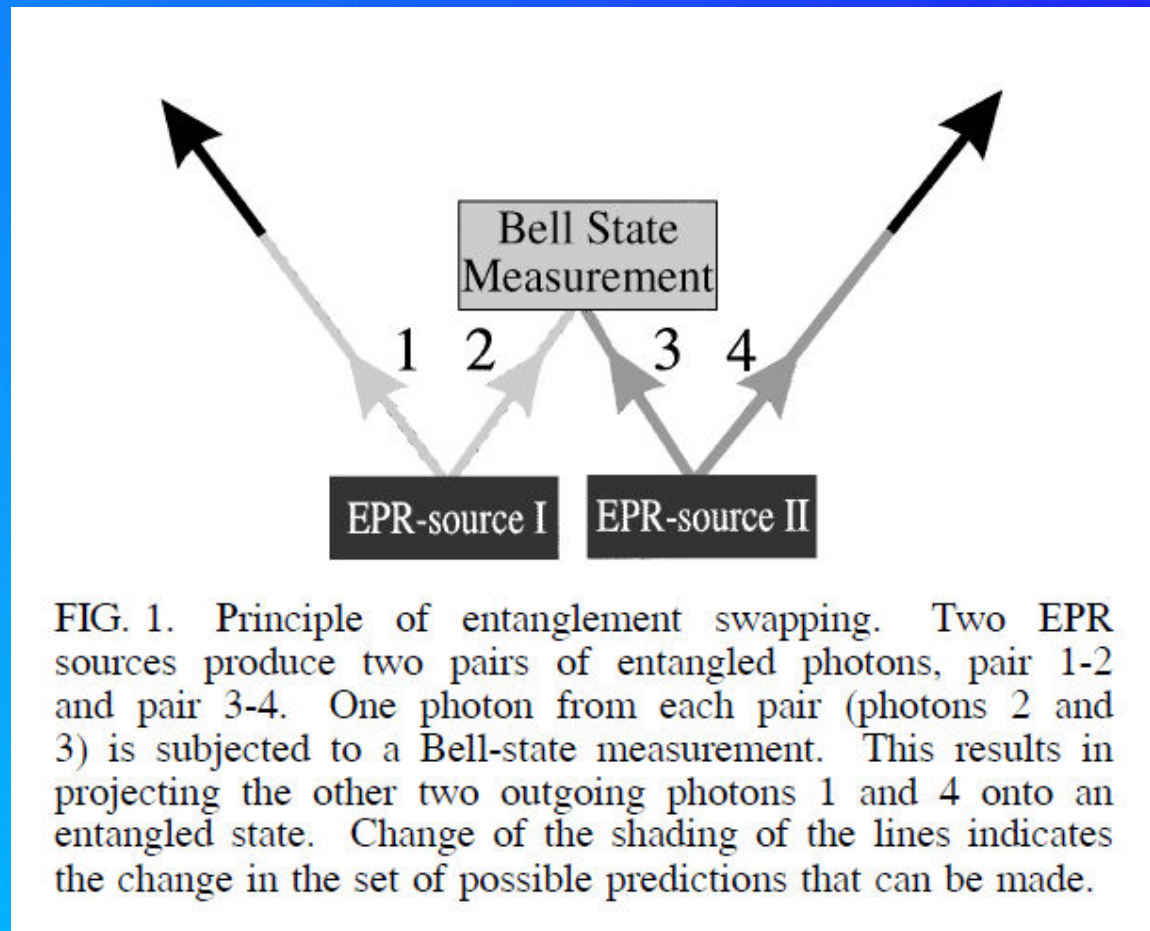 Bell State
Measurement
1 2 3 4
EPR-source I EPR-source II
FIG. 1. Principle of entanglement swapping. Two EPR
sources produce two pairs of entangled photons, pair 1-2
and pair 3-4. One photon from each pair (photons 2 and
3) is subjected to a Bell-state measurement. This results in
projecting the other two outgoing photons 1 and 4 onto an
entangled state. Change of the shading of the lines indicates
the change in the set of possible predictions that can be made.